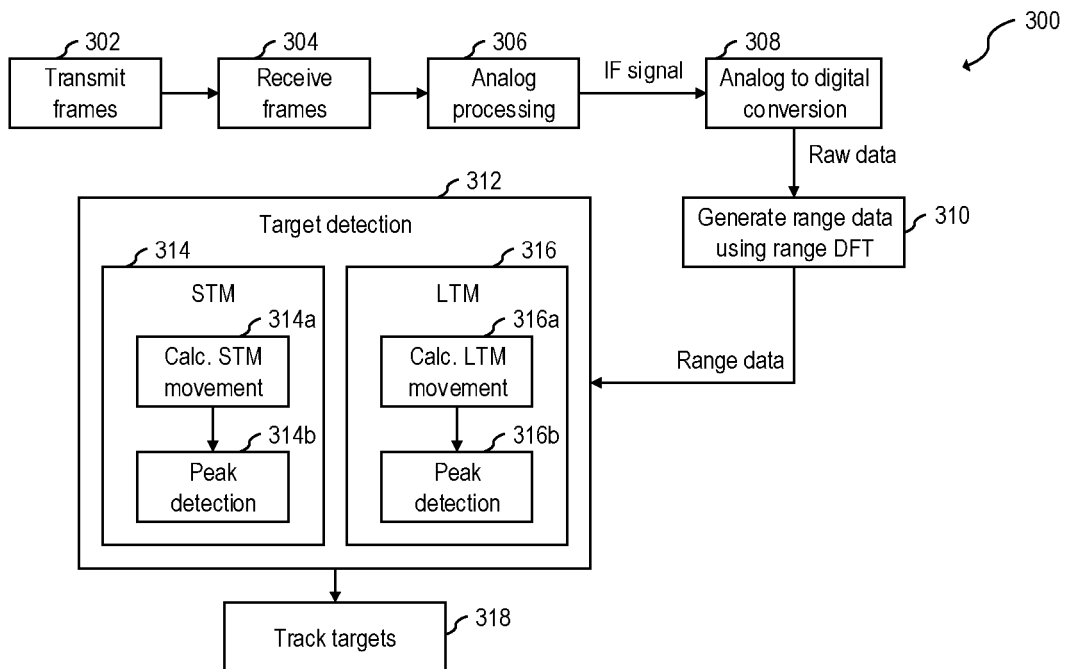 300
302
304
306
308
Transmit
frames
Receive
frames
Analog
processing
IF signal
Analog to digital
conversion
Raw data
312
310
Generate range data
using range DFT
Target detection
314
316
STM
LTM
314a
316a
Calc. STM
movement
Calc. LTM
movement
Range data
314b
316b
Peak
detection
Peak
detection
318
Track targets